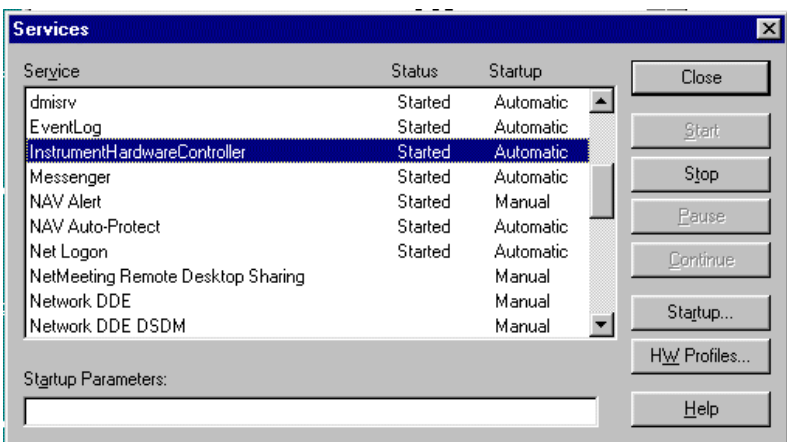 Services
Service Status Startup
dmisrv Started Automatic
EventLog Started Automatic
InstrumentHardwareController Started Automatic
Messenger Started Automatic
NAV Alert Started Manual
NAV Auto-Protect Started Automatic
Net Logon Started Automatic
NetMeeting Remote Desktop Sharing Manual
Network DDE Manual
Network DDE DSDM Manual
Startup Parameters:
Close
Start
Stop
Pause
Continue
Startup...
HW Profiles...
Help